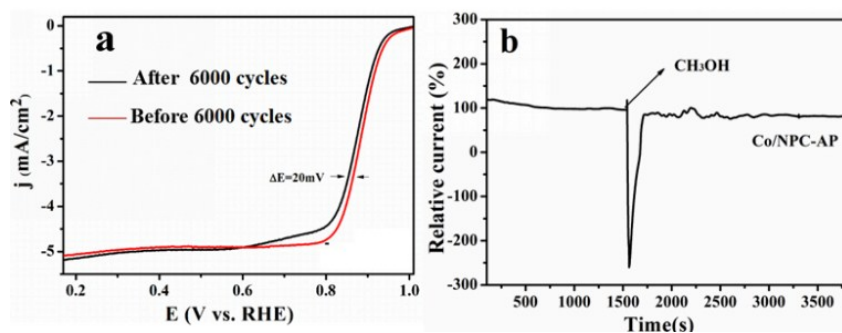 a
After 6000 cycles
Before 6000 cycles
ΔE=20mV
0
-1
-2
-3
-4
-5
j (mA/cm²)
0.2 0.4 0.6 0.8 1.0
E (V vs. RHE)
b
CH₃OH
Co/NPC-AP
300
200
100
0
-100
-200
-300
Relative current (%)
500 1000 1500 2000 2500 3000 3500
Time(s)